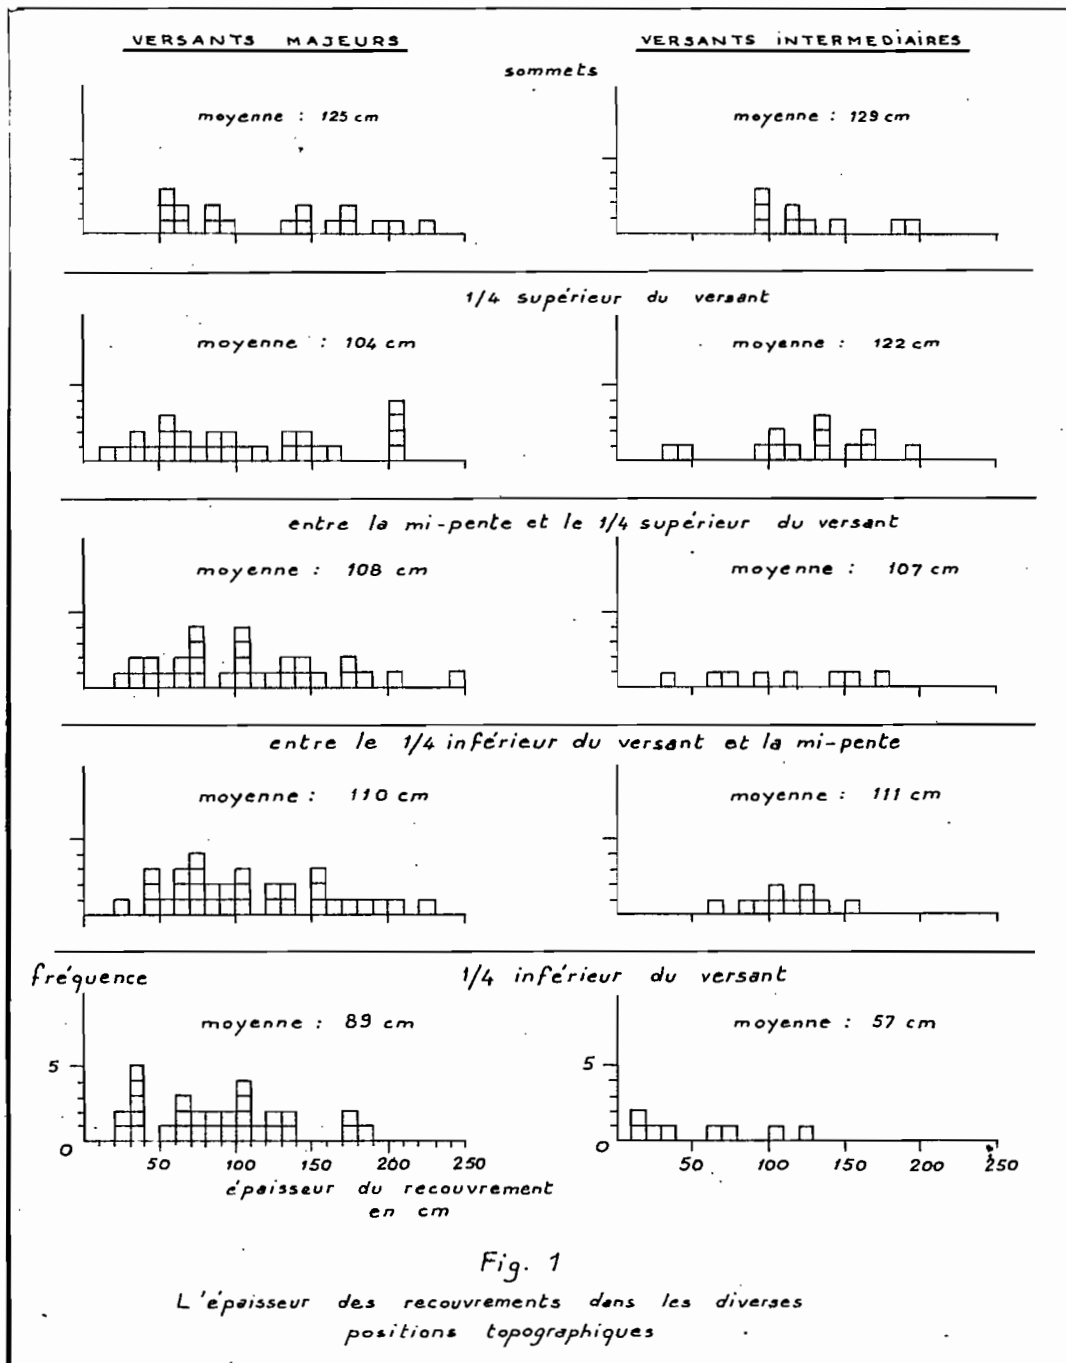 VERSANTS MAJEURS
VERSANTS INTERMEDIAIRES
sommets
moyenne : 125 cm
moyenne : 129 cm
1/4 supérieur du versant
moyenne : 104 cm
moyenne : 122 cm
entre la mi-pente et le 1/4 supérieur du versant
moyenne : 108 cm
moyenne : 107 cm
entre le 1/4 inférieur du versant et la mi-pente
moyenne : 110 cm
moyenne : 111 cm
fréquence
1/4 inférieur du versant
moyenne : 89 cm
moyenne : 57 cm
5
5
0
0
50 100 150 200 250
50 100 150 200 250
épaisseur du recouvrement
en cm
Fig. 1
L'épaisseur des recouvrements dans les diverses
positions topographiques